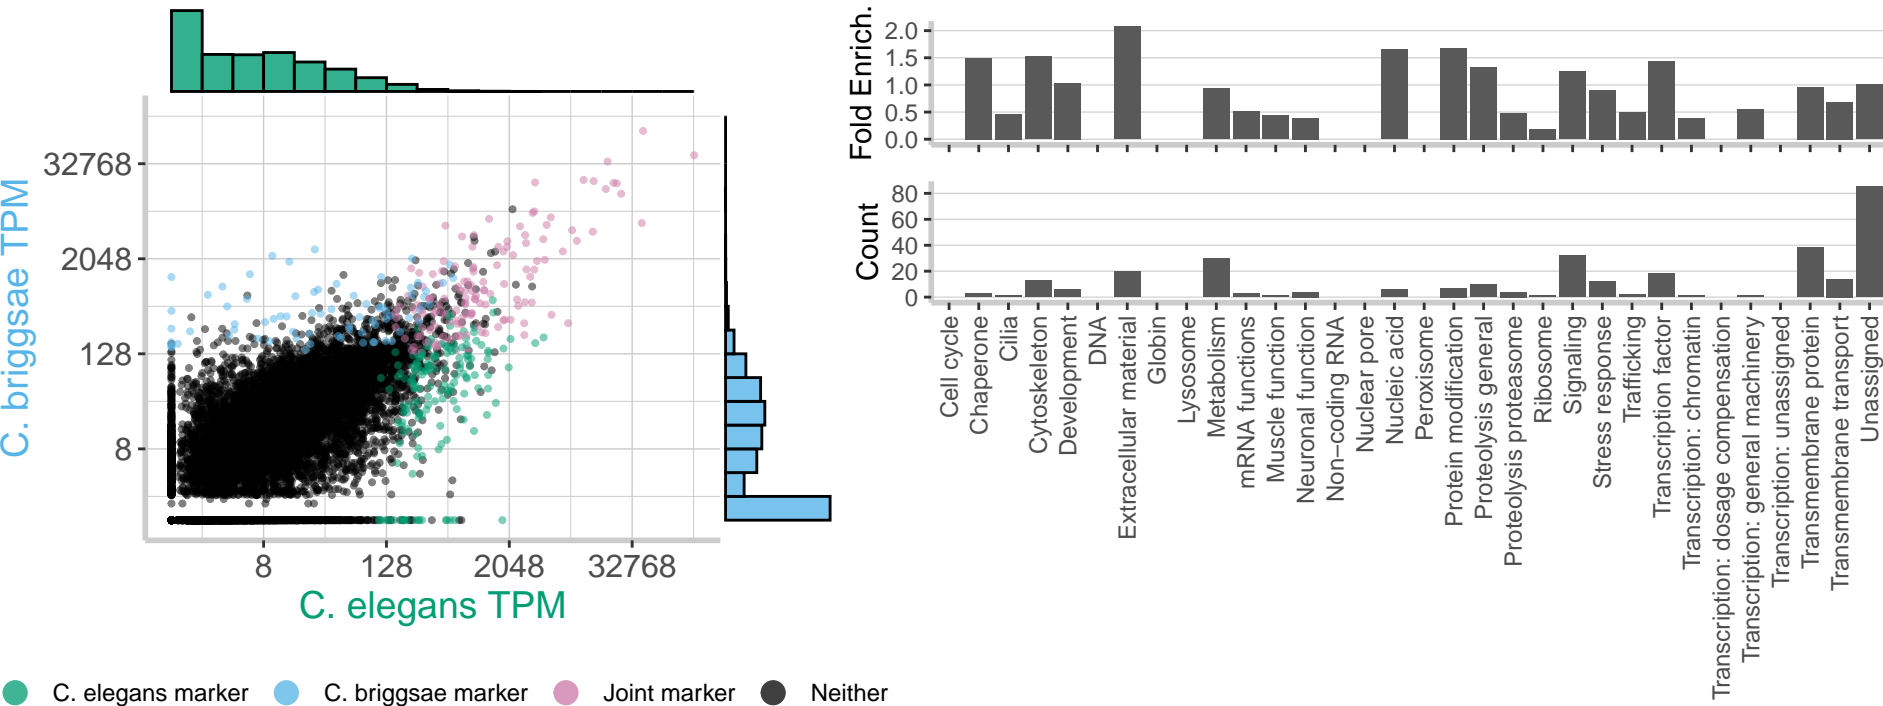 C. briggsae TPM
32768
2048
128
8
8
128
2048
32768
C. elegans TPM
C. elegans marker
C. briggsae marker
Joint marker
Neither
Fold Enrich.
2.0
1.5
1.0
0.5
0.0
Count
80
60
40
20
0
Cell cycle
Chaperone
Cilia
Cytoskeleton
Development
DNA
Extracellular material
Globin
Lysosome
Metabolism
mRNA functions
Muscle function
Neuronal function
Non−coding RNA
Nuclear pore
Nucleic acid
Peroxisome
Protein modification
Proteolysis general
Proteolysis proteasome
Ribosome
Signaling
Stress response
Trafficking
Transcription factor
Transcription: chromatin
Transcription: dosage compensation
Transcription: general machinery
Transcription: unassigned
Transmembrane protein
Transmembrane transport
Unassigned